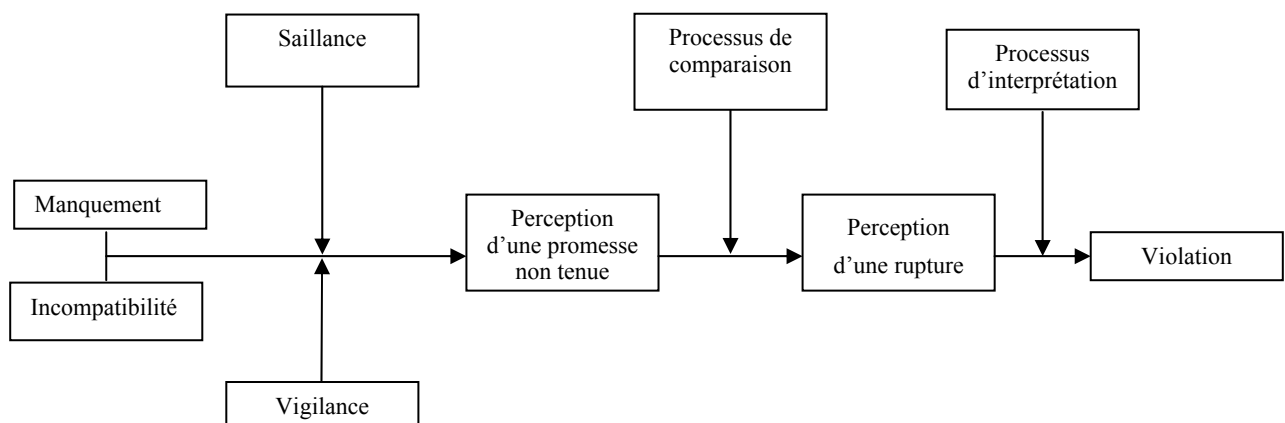 Saillance
Processus de
comparaison
Processus
d'interprétation
Manquement
Incompatibilité
Perception
d'une promesse
non tenue
Perception
d'une rupture
Violation
Vigilance